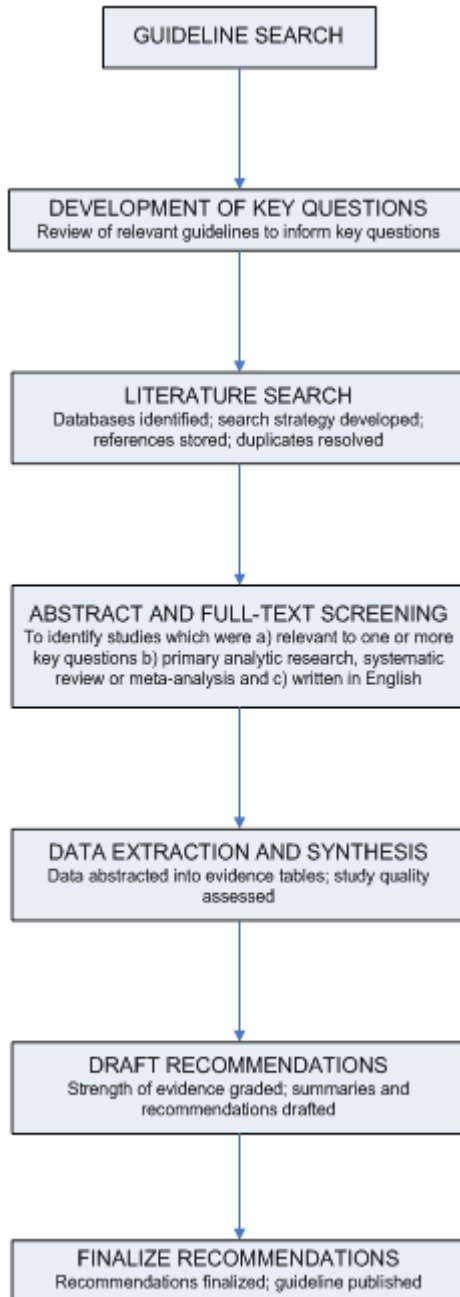 GUIDELINE SEARCH
DEVELOPMENT OF KEY QUESTIONS
Review of relevant guidelines to inform key questions
LITERATURE SEARCH
Databases identified; search strategy developed;
references stored; duplicates resolved
ABSTRACT AND FULL-TEXT SCREENING
To identify studies which were a) relevant to one or more
key questions b) primary analytic research, systematic
review or meta-analysis and c) written in English
DATA EXTRACTION AND SYNTHESIS
Data abstracted into evidence tables; study quality
assessed
DRAFT RECOMMENDATIONS
Strength of evidence graded; summaries and
recommendations drafted
FINALIZE RECOMMENDATIONS
Recommendations finalized; guideline published